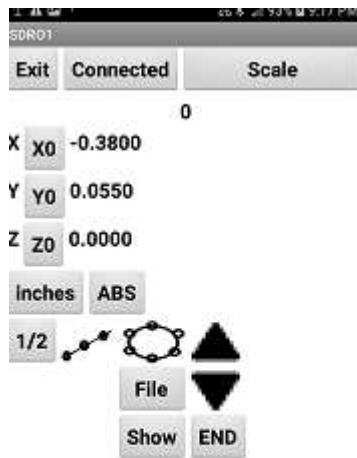 SDRO1
Exit Connected Scale
0
X X0 -0.3800
Y Y0 0.0550
Z Z0 0.0000
inches ABS
1/2
File
Show END